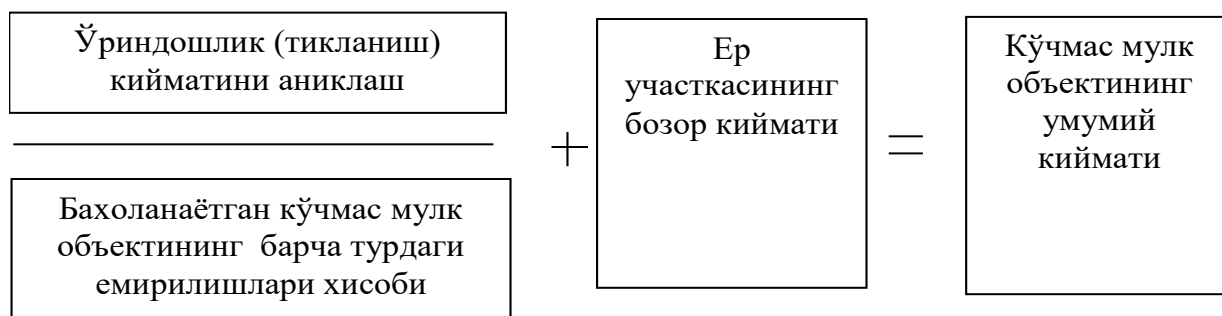 Ўриндошлик (тикланиш)
кийматини аниклаш
Бахоланаётган кўчмас мулк
объектининг барча турдаги
емирилишлари хисоби
+
Ер
участкасининг
бозор киймати
=
Кўчмас мулк
объектининг
умумий
киймати